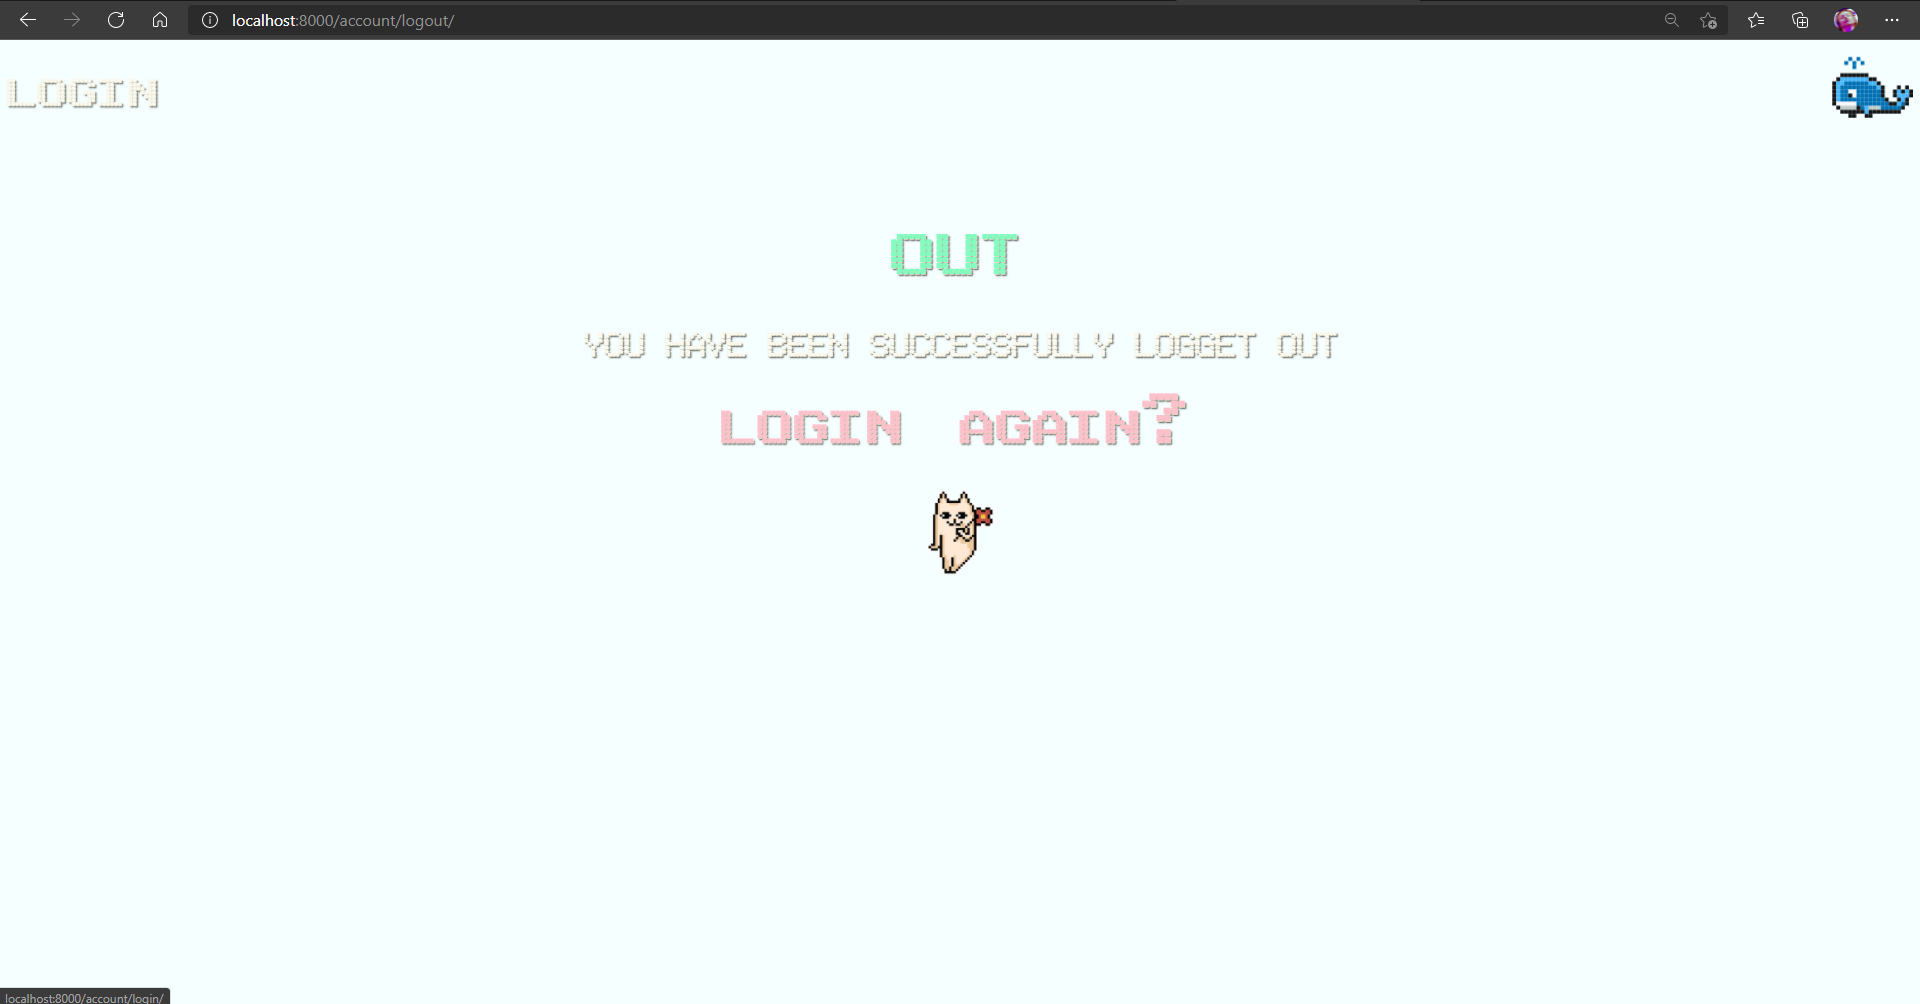 localhost:8000/account/logout/
LOGIN
OUT
YOU HAVE BEEN SUCCESSFULLY LOGGET OUT
LOGIN AGAIN?
localhost:8000/account/login/